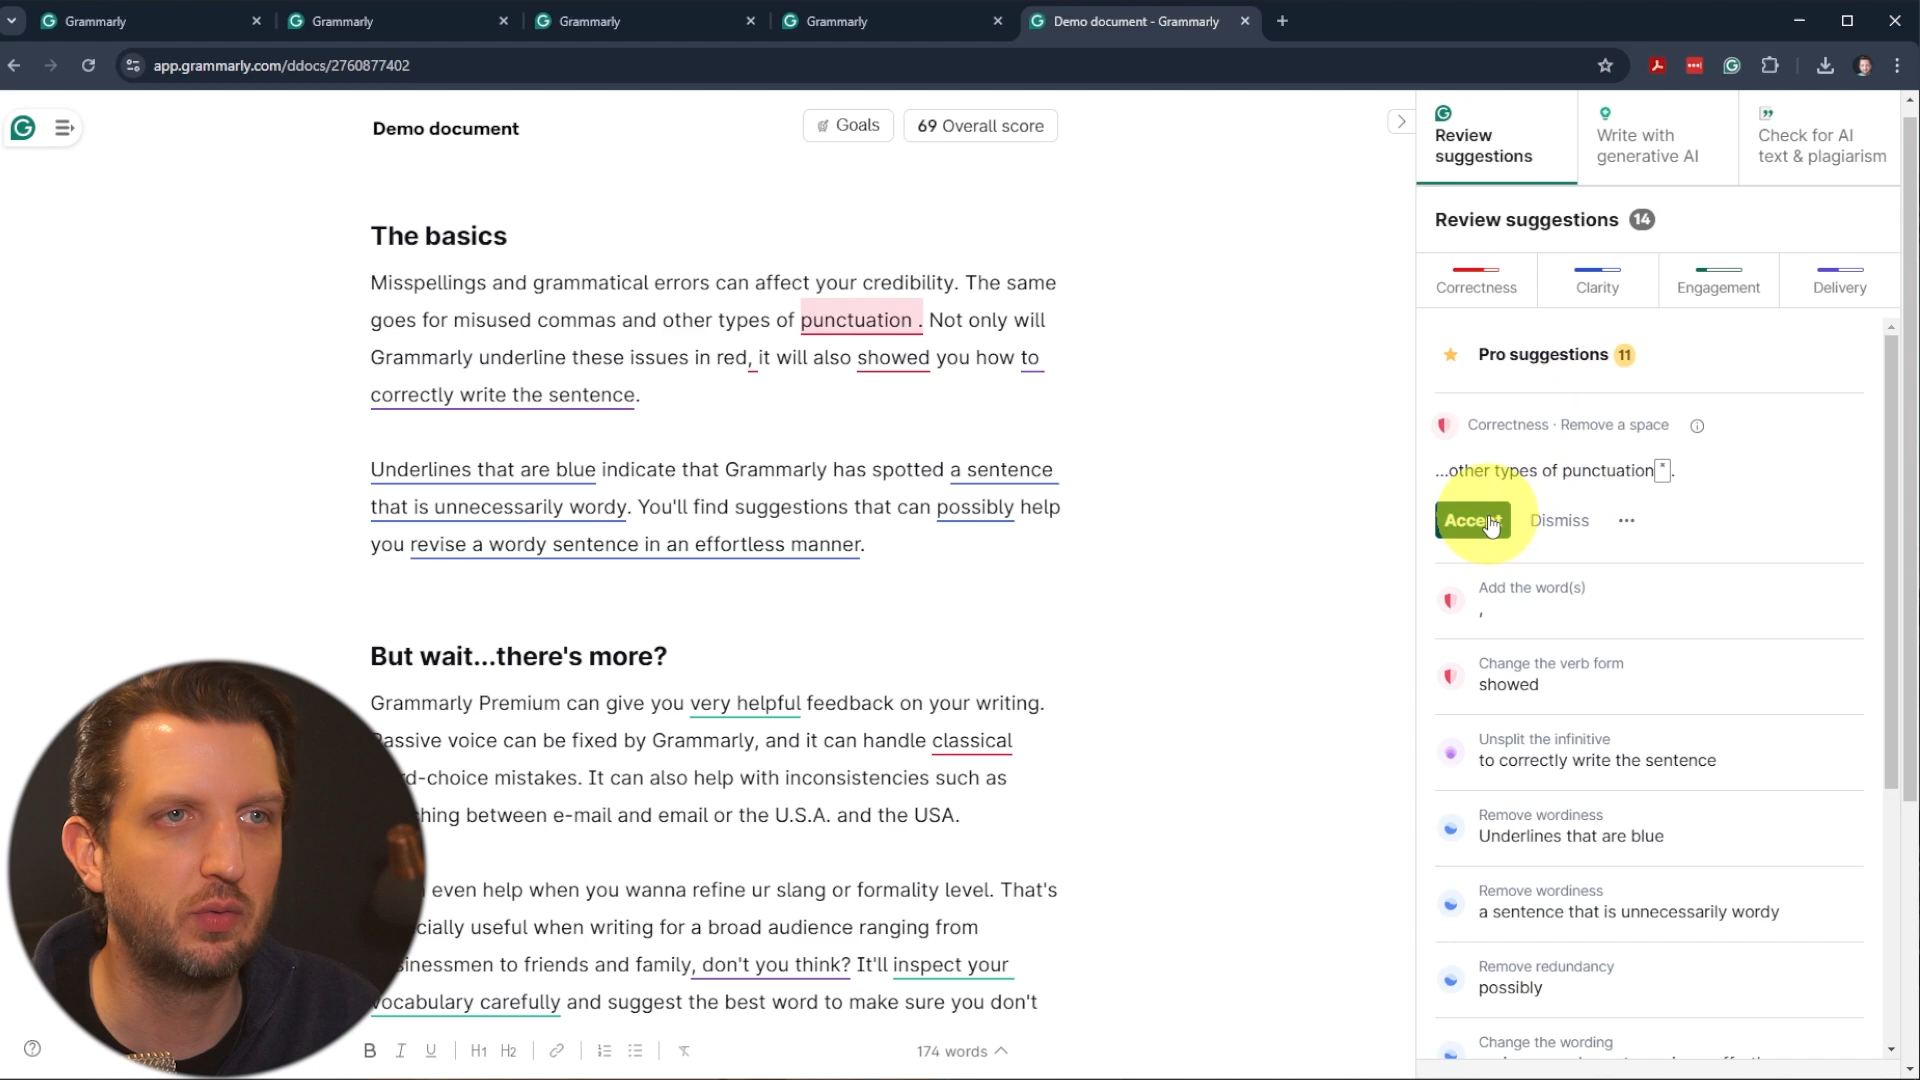 Grammarly
Grammarly
Grammarly
Grammarly
Demo document - Grammarly
app.grammarly.com/ddocs/2760877402
Demo document
Goals
69 Overall score
The basics
Misspellings and grammatical errors can affect your credibility. The same
goes for misused commas and other types of punctuation . Not only will
Grammarly underline these issues in red, it will also showed you how to
correctly write the sentence.
Underlines that are blue indicate that Grammarly has spotted a sentence
that is unnecessarily wordy. You'll find suggestions that can possibly help
you revise a wordy sentence in an effortless manner.
But wait...there's more?
Grammarly Premium can give you very helpful feedback on your writing.
Passive voice can be fixed by Grammarly, and it can handle classical
rd-choice mistakes. It can also help with inconsistencies such as
ching between e-mail and email or the U.S.A. and the USA.
even help when you wanna refine ur slang or formality level. That's
cially useful when writing for a broad audience ranging from
sinessmen to friends and family, don't you think? It'll inspect your
vocabulary carefully and suggest the best word to make sure you don't
B I U H1 H2
174 words
Review
suggestions
Write with
generative AI
Check for AI
text & plagiarism
Review suggestions 14
Correctness
Clarity
Engagement
Delivery
Pro suggestions 11
Correctness · Remove a space
...other types of punctuation .
Accept
Dismiss
Add the word(s)
,
Change the verb form
showed
Unsplit the infinitive
to correctly write the sentence
Remove wordiness
Underlines that are blue
Remove wordiness
a sentence that is unnecessarily wordy
Remove redundancy
possibly
Change the wording